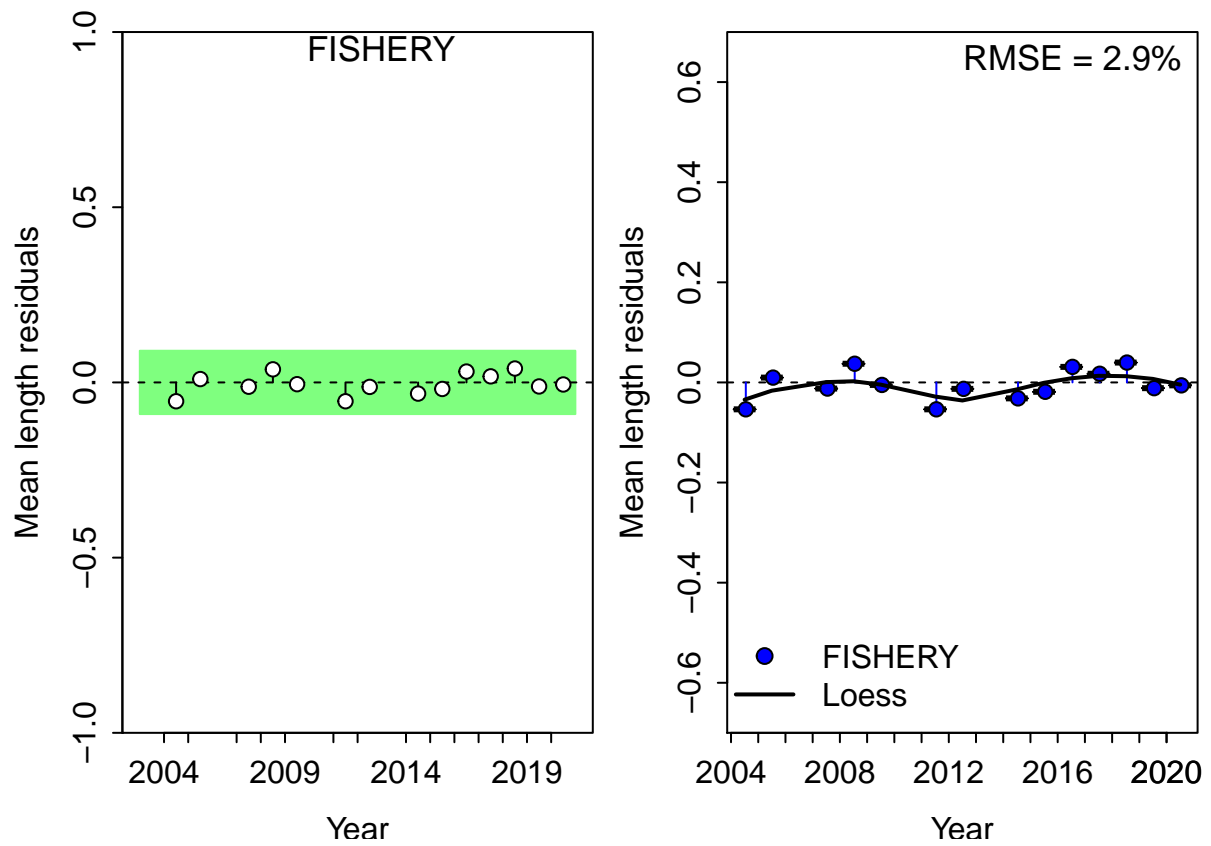 FISHERY
Mean length residuals
1.0
0.5
0.0
−0.5
−1.0
2004 2009 2014 2019
Year
RMSE = 2.9%
Mean length residuals
0.6
0.4
0.2
0.0
−0.2
−0.4
−0.6
FISHERY
Loess
2004 2008 2012 2016 2020
Year